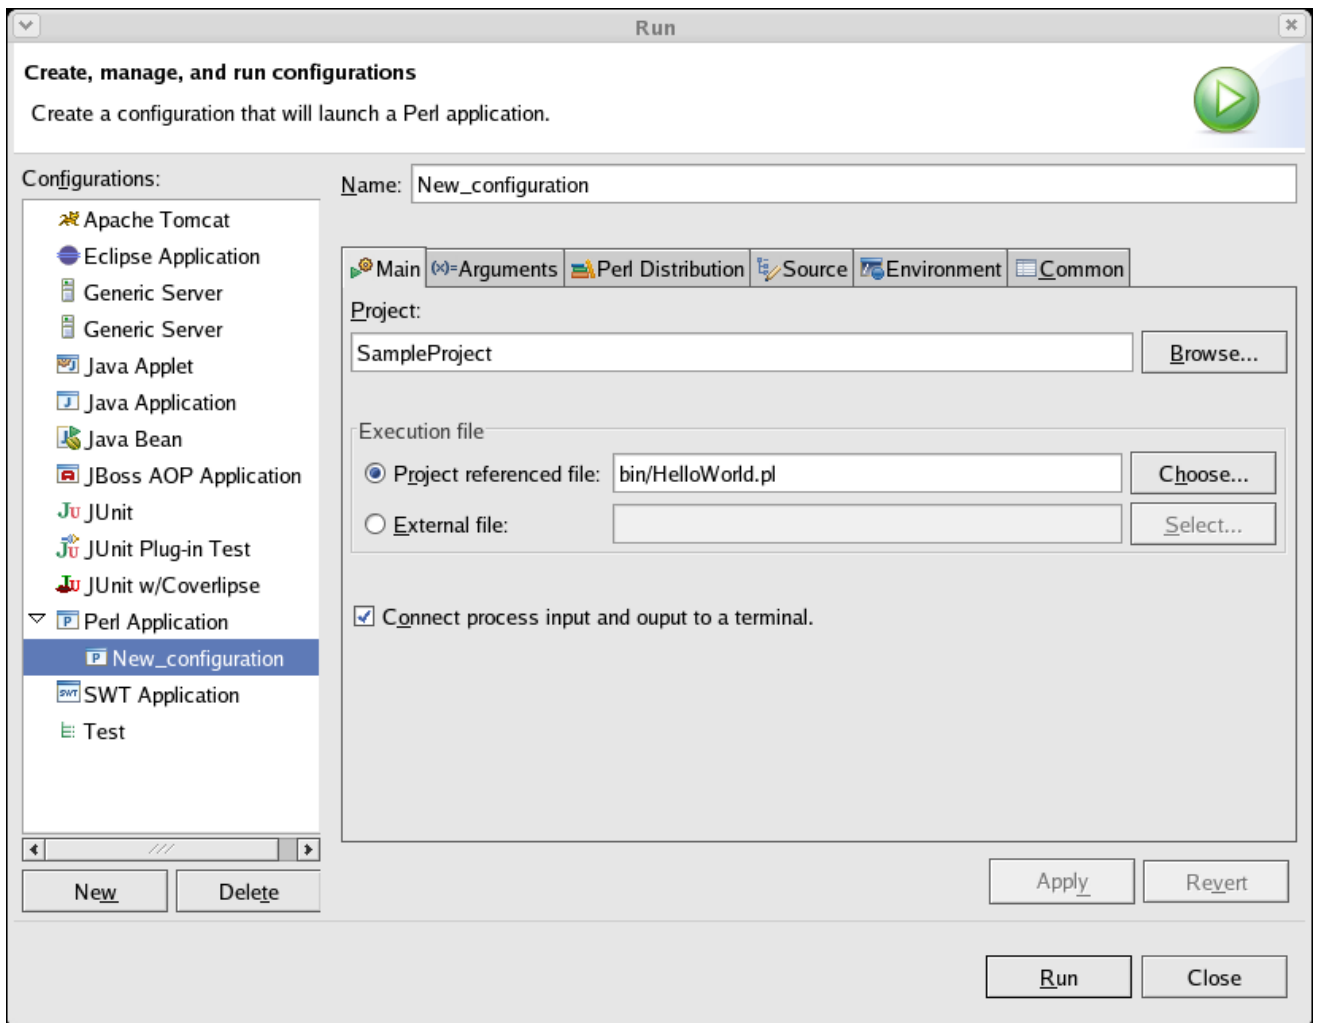 Run
Create, manage, and run configurations
Create a configuration that will launch a Perl application.
Configurations:
Apache Tomcat
Eclipse Application
Generic Server
Generic Server
Java Applet
Java Application
Java Bean
JBoss AOP Application
JUnit
JUnit Plug-in Test
JUnit w/Coverlipse
Perl Application
New_configuration
SWT Application
Test
New Delete
Name: New_configuration
Main (x)=Arguments Perl Distribution Source Environment Common
Project:
SampleProject Browse...
Execution file
Project referenced file: bin/HelloWorld.pl Choose...
External file: Select...
Connect process input and ouput to a terminal.
Apply Revert
Run Close